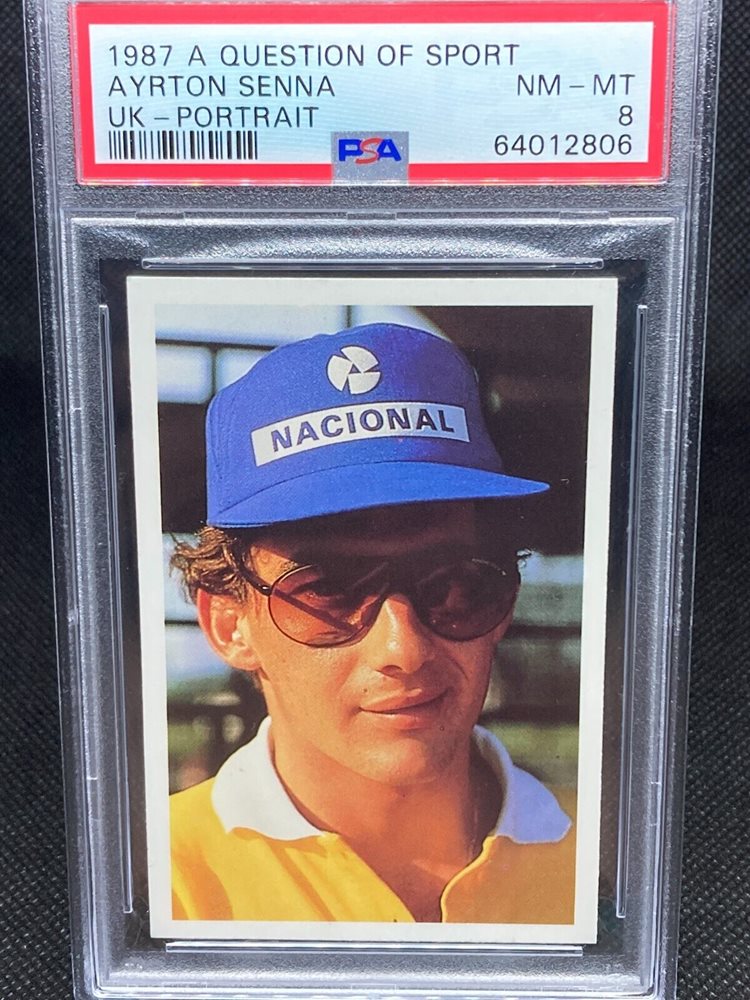 1987 A QUESTION OF SPORT
AYRTON SENNA NM - MT
UK - PORTRAIT 8
PSA 64012806
NACIONAL